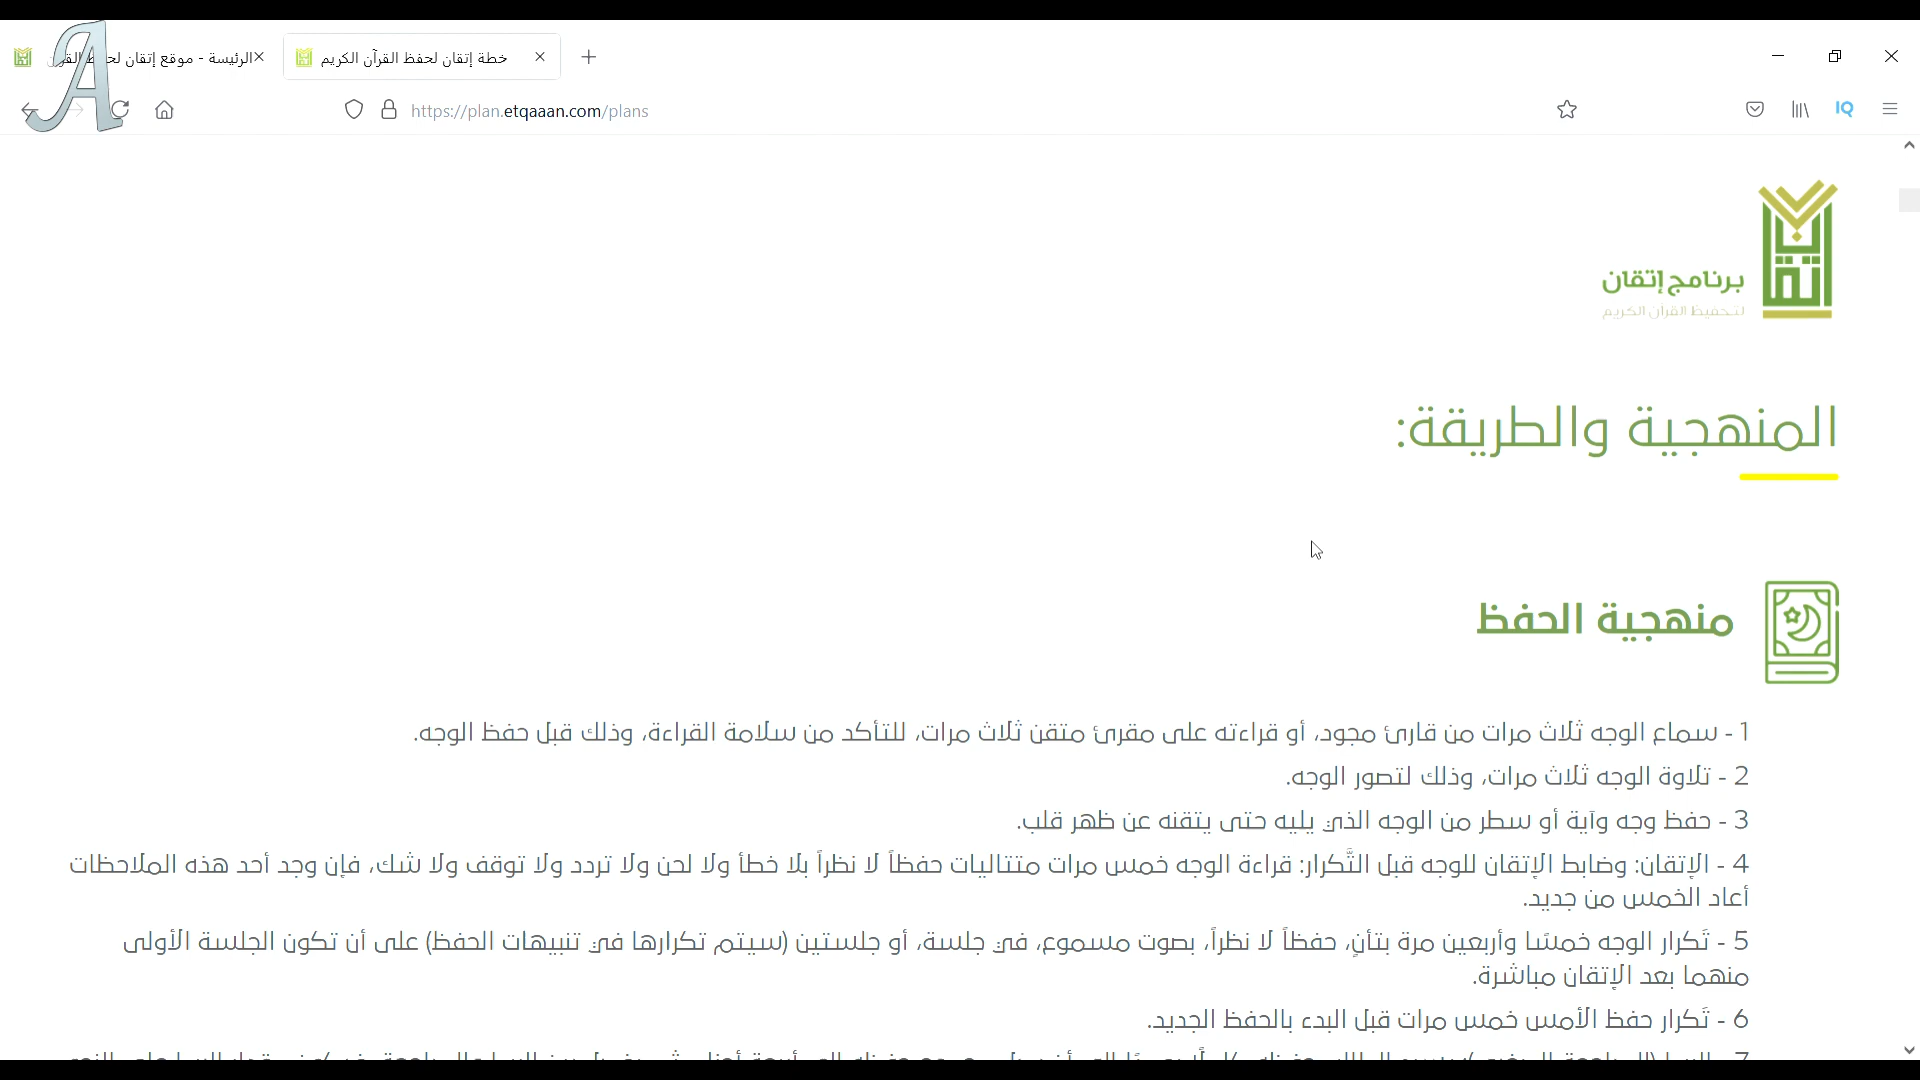 الرئيسة - موقع إتقان
خطة إتقان لحفظ القرآن الكريم
A
https://plan.etqaaan.com/plans
IQ
برنامج إتقان
لتحفيظ القرآن الكريم
المنهجية والطريقة:
منهجية الحفظ
1 - سماع الوجه ثلاث مرات من قارئ مجود، أو قراءته على مقرئ متقن ثلاث مرات، للتأكد من سلامة القراءة، وذلك قبل حفظ الوجه.
2 - تلاوة الوجه ثلاث مرات، وذلك لتصور الوجه.
3 - حفظ وجه وآية أو سطر من الوجه الذي يليه حتى يتقنه عن ظهر قلب.
4 - الإتقان: وضابط الإتقان للوجه قبل التَّكرار: قراءة الوجه خمس مرات متتاليات حفظاً لا نظراً بلا خطأ ولا لحن ولا تردد ولا توقف ولا شك، فإن وجد أحد هذه الملاحظات
أعاد الخمس من جديد.
5 - تَكرار الوجه خمسًا وأربعين مرة بتأنٍ، حفظاً لا نظراً، بصوت مسموع، في جلسة، أو جلستين (سيتم تكرارها في تنبيهات الحفظ) على أن تكون الجلسة الأولى
منهما بعد الإتقان مباشرة.
6 - تَكرار حفظ الأمس خمس مرات قبل البدء بالحفظ الجديد.